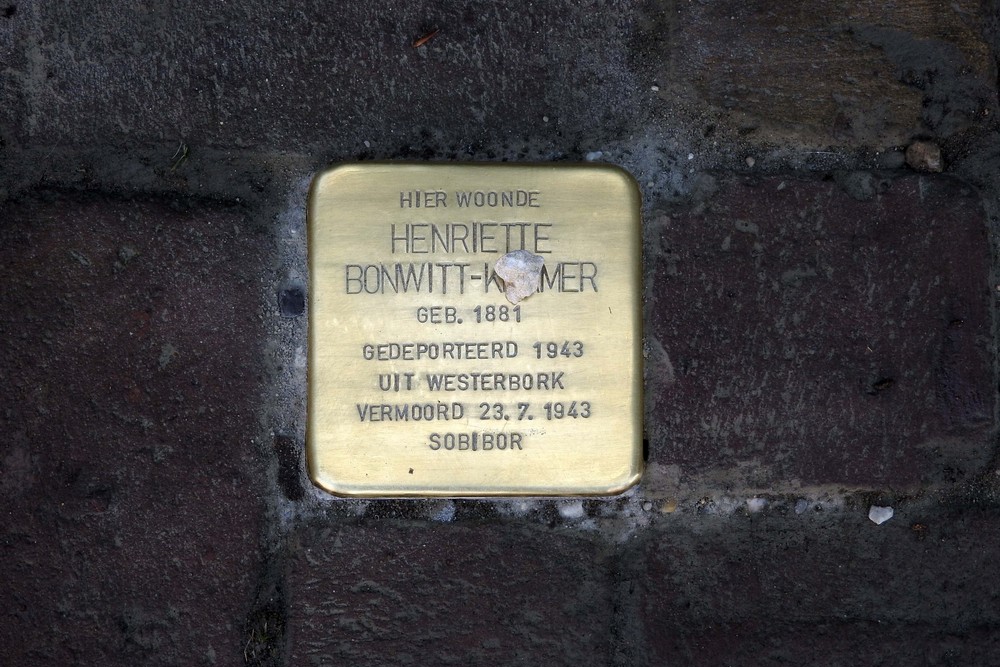 HIER WOONDE
HENRIETTE
GEB. 1881
GEDEPORTEERD 1943
UIT WESTERBORK
VERMOORD 23.7.1943
SOBIBOR